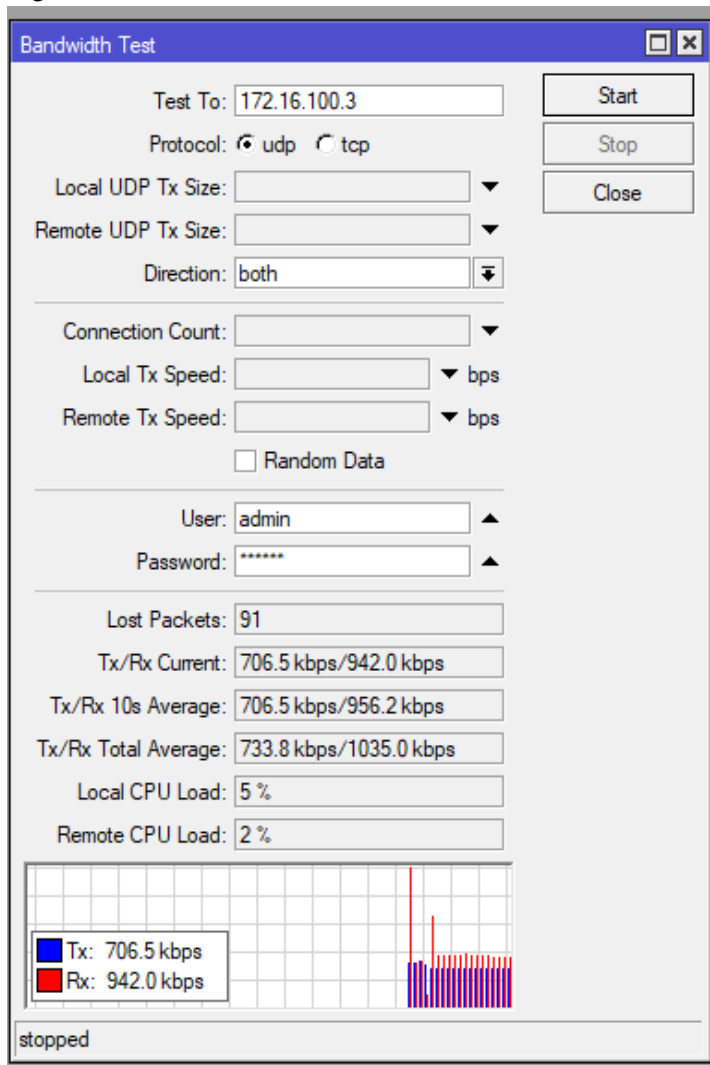 Bandwidth Test
Test To: 172.16.100.3
Start
Protocol: udp tcp
Stop
Local UDP Tx Size:
Close
Remote UDP Tx Size:
Direction: both
Connection Count:
Local Tx Speed: bps
Remote Tx Speed: bps
Random Data
User: admin
Password: ******
Lost Packets: 91
Tx/Rx Current: 706.5 kbps/942.0 kbps
Tx/Rx 10s Average: 706.5 kbps/956.2 kbps
Tx/Rx Total Average: 733.8 kbps/1035.0 kbps
Local CPU Load: 5 %
Remote CPU Load: 2 %
Tx: 706.5 kbps
Rx: 942.0 kbps
stopped